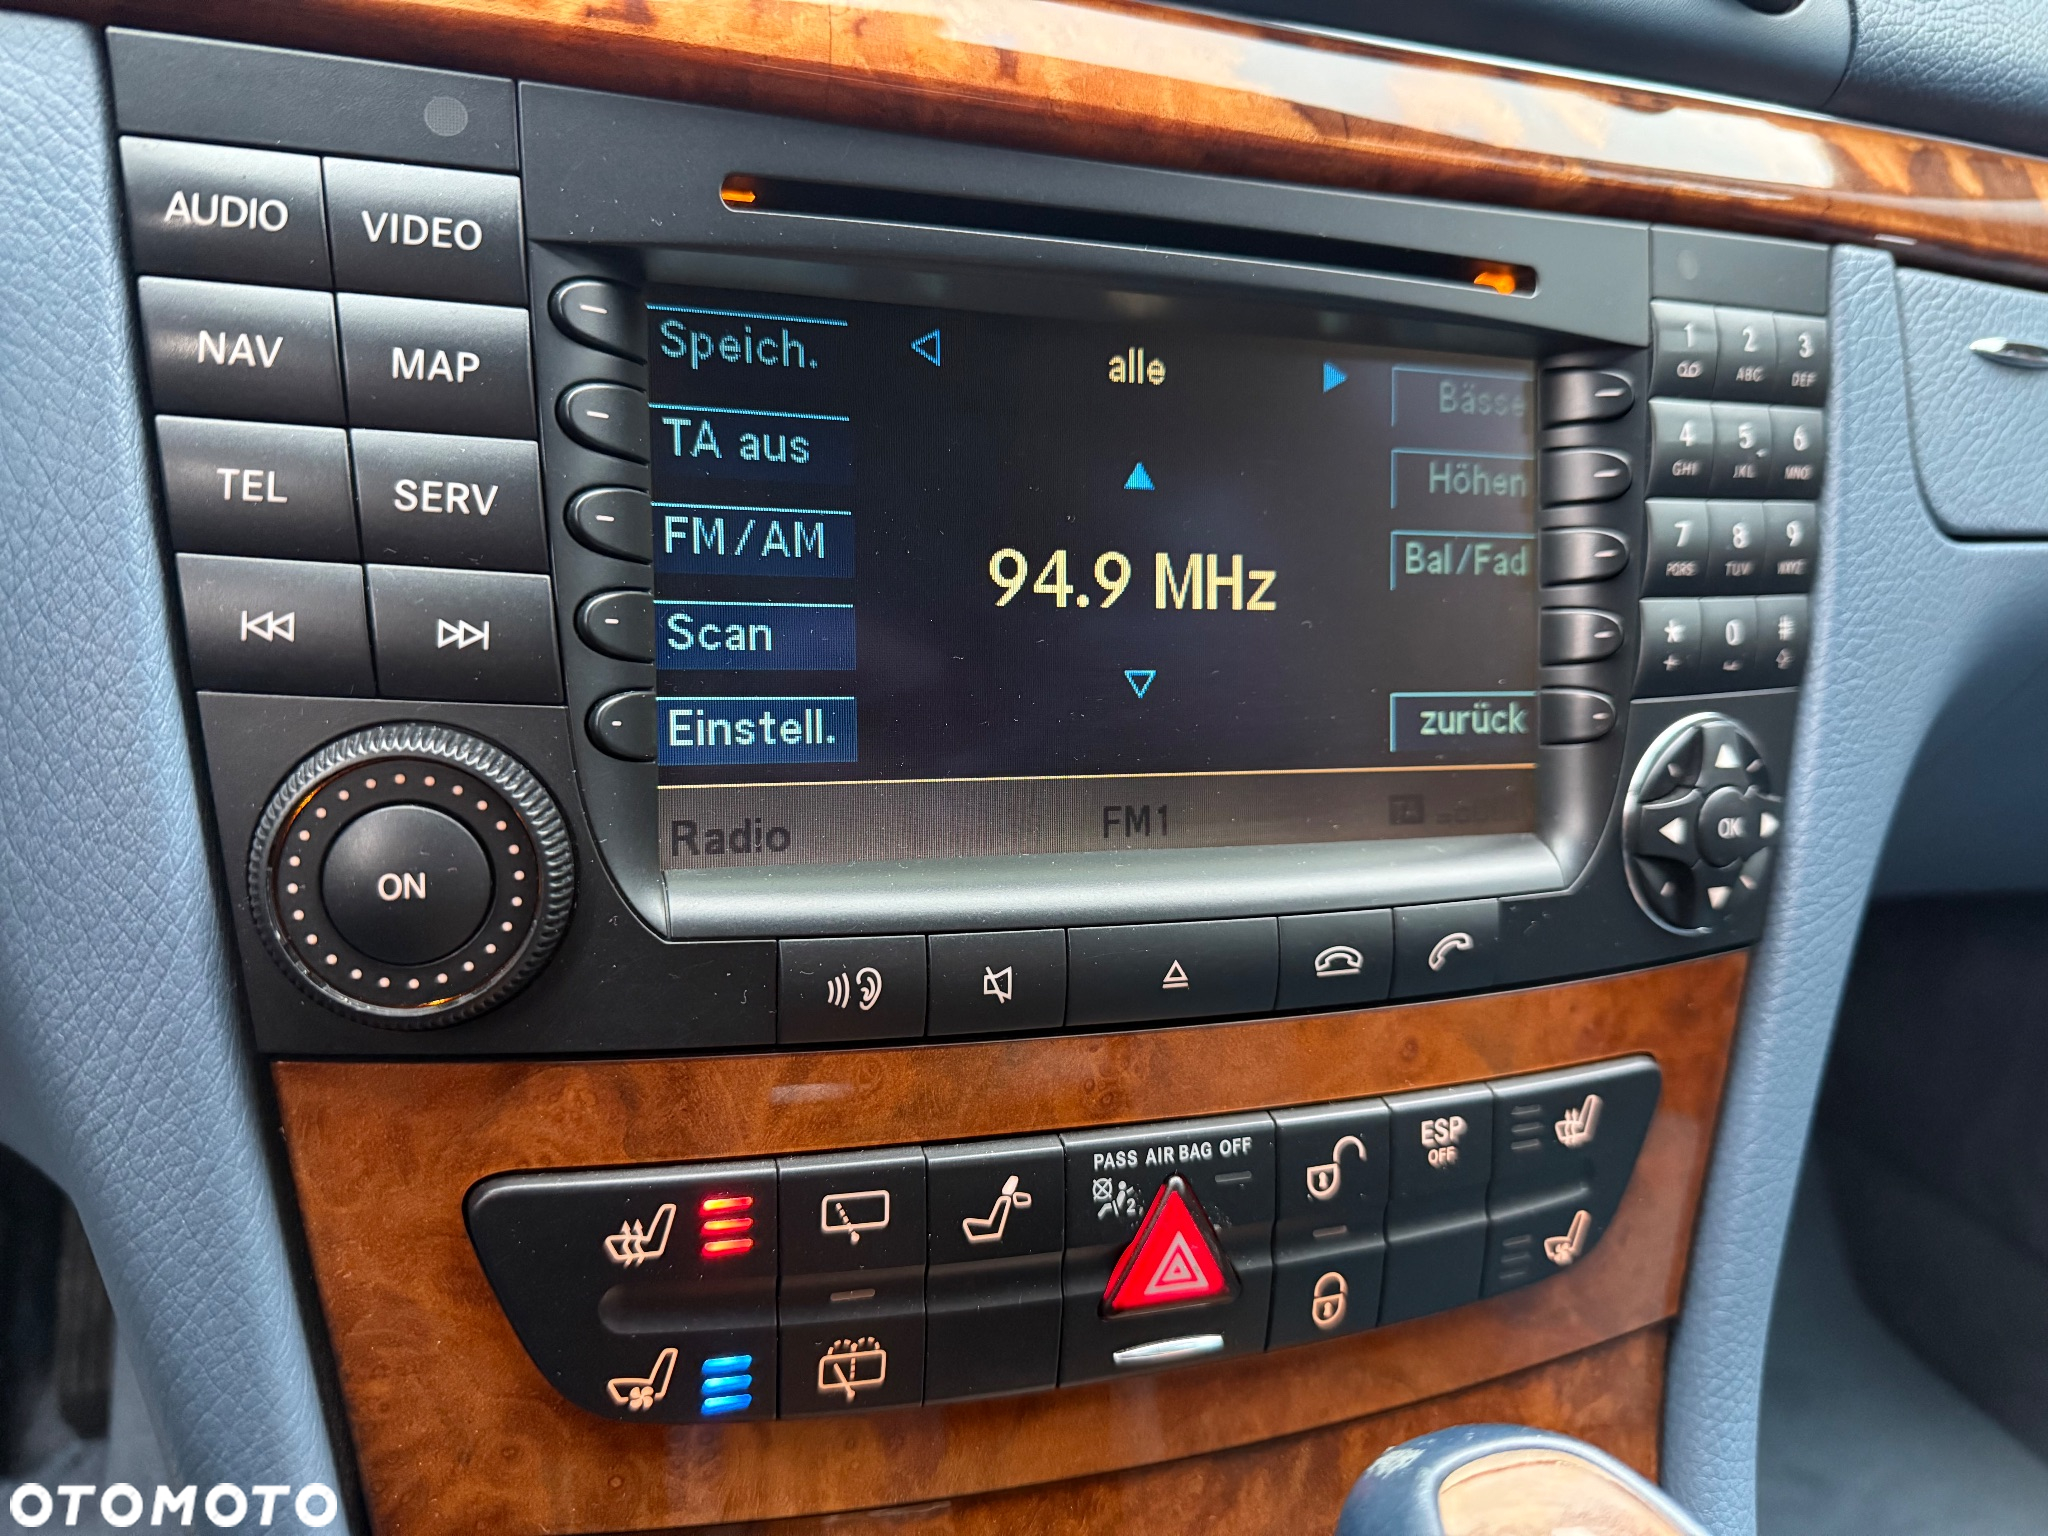 AUDIO
VIDEO
NAV
MAP
TEL
SERV
ON
Speich.
TA aus
FM/AM
Scan
Einstell.
alle
94.9 MHz
Bässe
Höhen
Bal/Fad
zurück
Radio
FM1
TA
1
2 ABC
3 DEF
4 GHI
5 JKL
6 MNO
7 PQRS
8 TUV
9 WXYZ
*
0
#
+
OK
PASS AIR BAG OFF
2
ESP
OFF
OTOMOTO